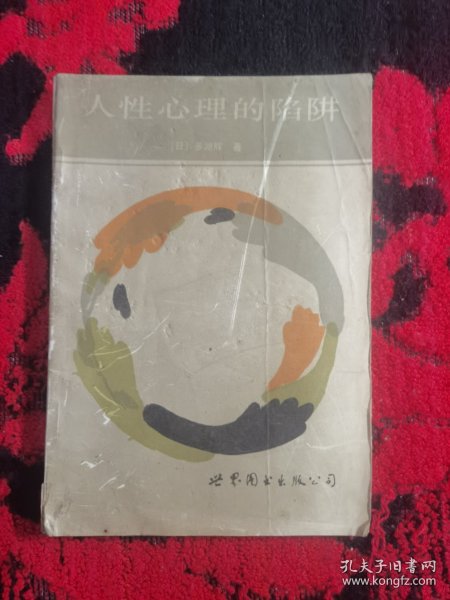 人性心理的陷阱
[日]多湖辉 著
世界图书出版公司
孔夫子旧书网
www.kongfz.com